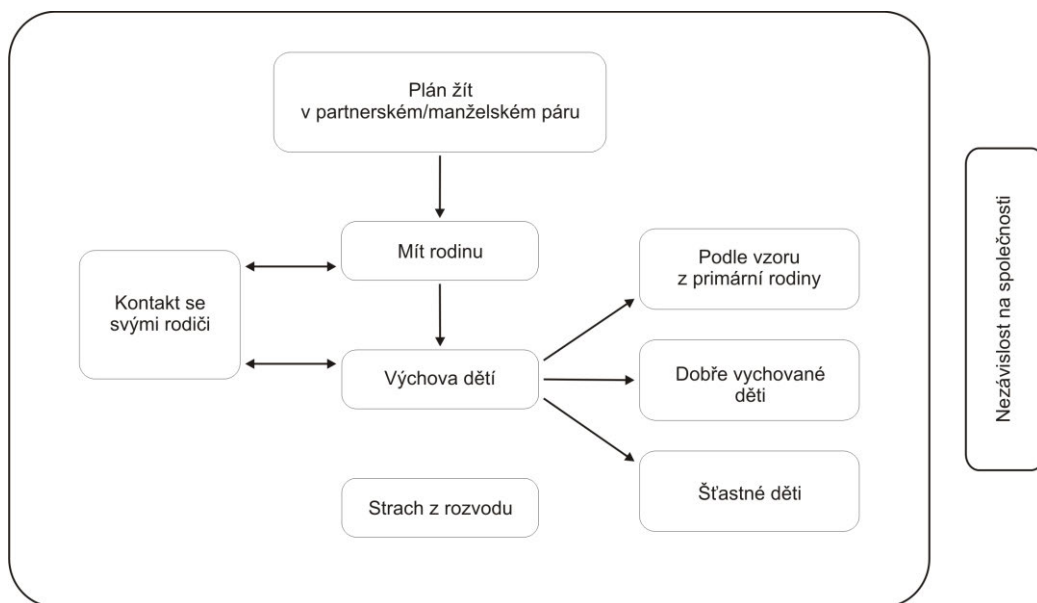 Plán žít
v partnerském/manželském páru
Mít rodinu
Kontakt se
svými rodiči
Výchova dětí
Podle vzoru
z primární rodiny
Dobře vychované
děti
Šťastné děti
Strach z rozvodu
Nezávislost na společnosti